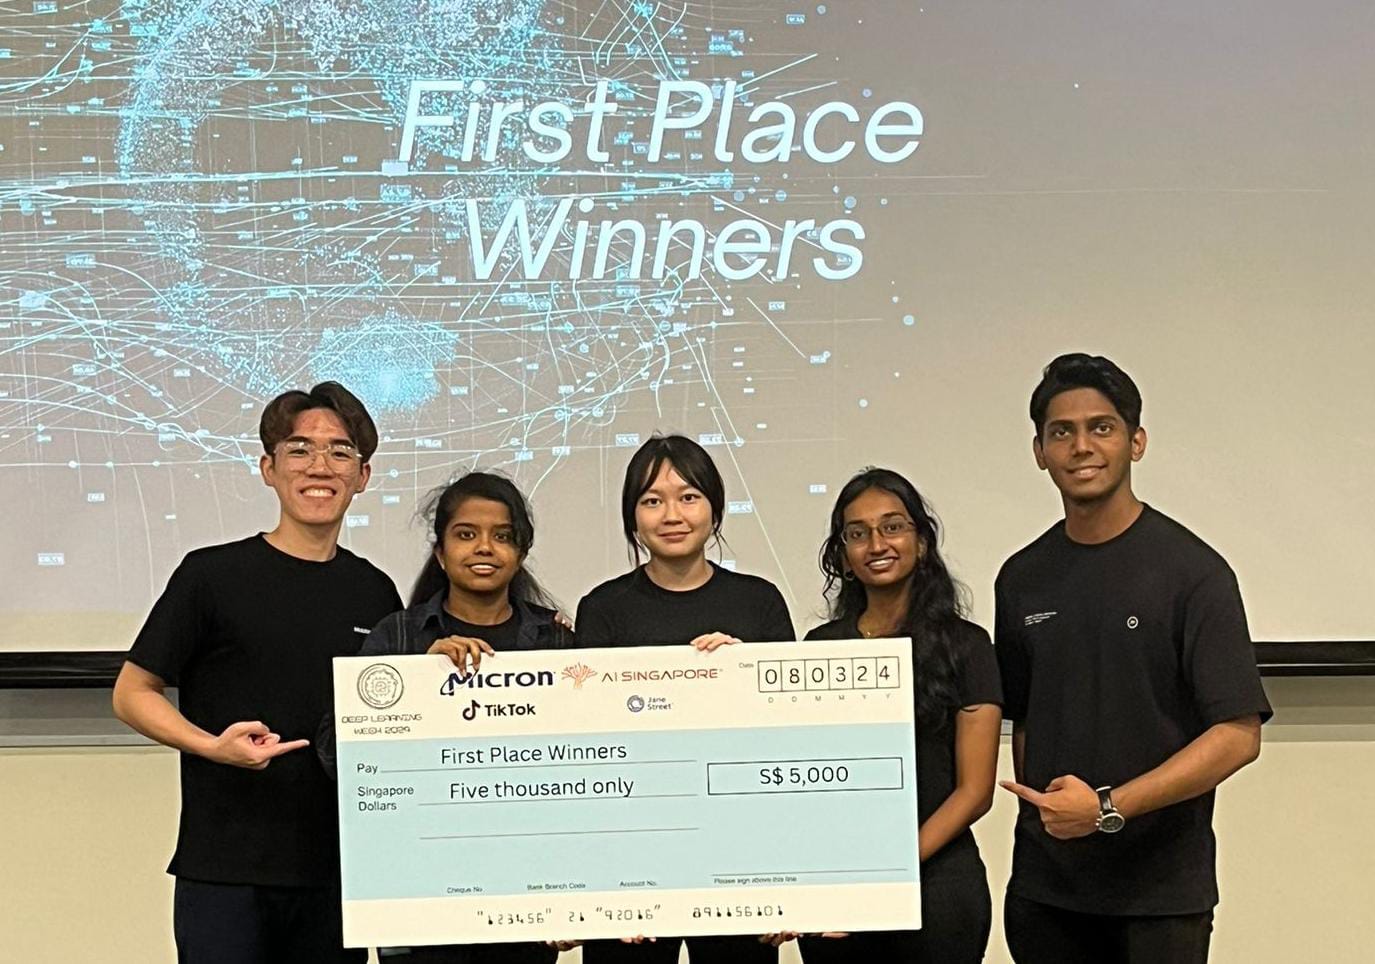 First Place
Winners
MICRON
AI SINGAPORE
Date
080324
D D M M Y Y
DEEP LEARNING
WEEK 2024
TikTok
Jane
Street
Pay First Place Winners
Singapore
Dollars
Five thousand only
S$ 5,000
Cheque No
Bank Branch Code
Account No.
Please sign above this line
"123456" 21 "92016" 891156101